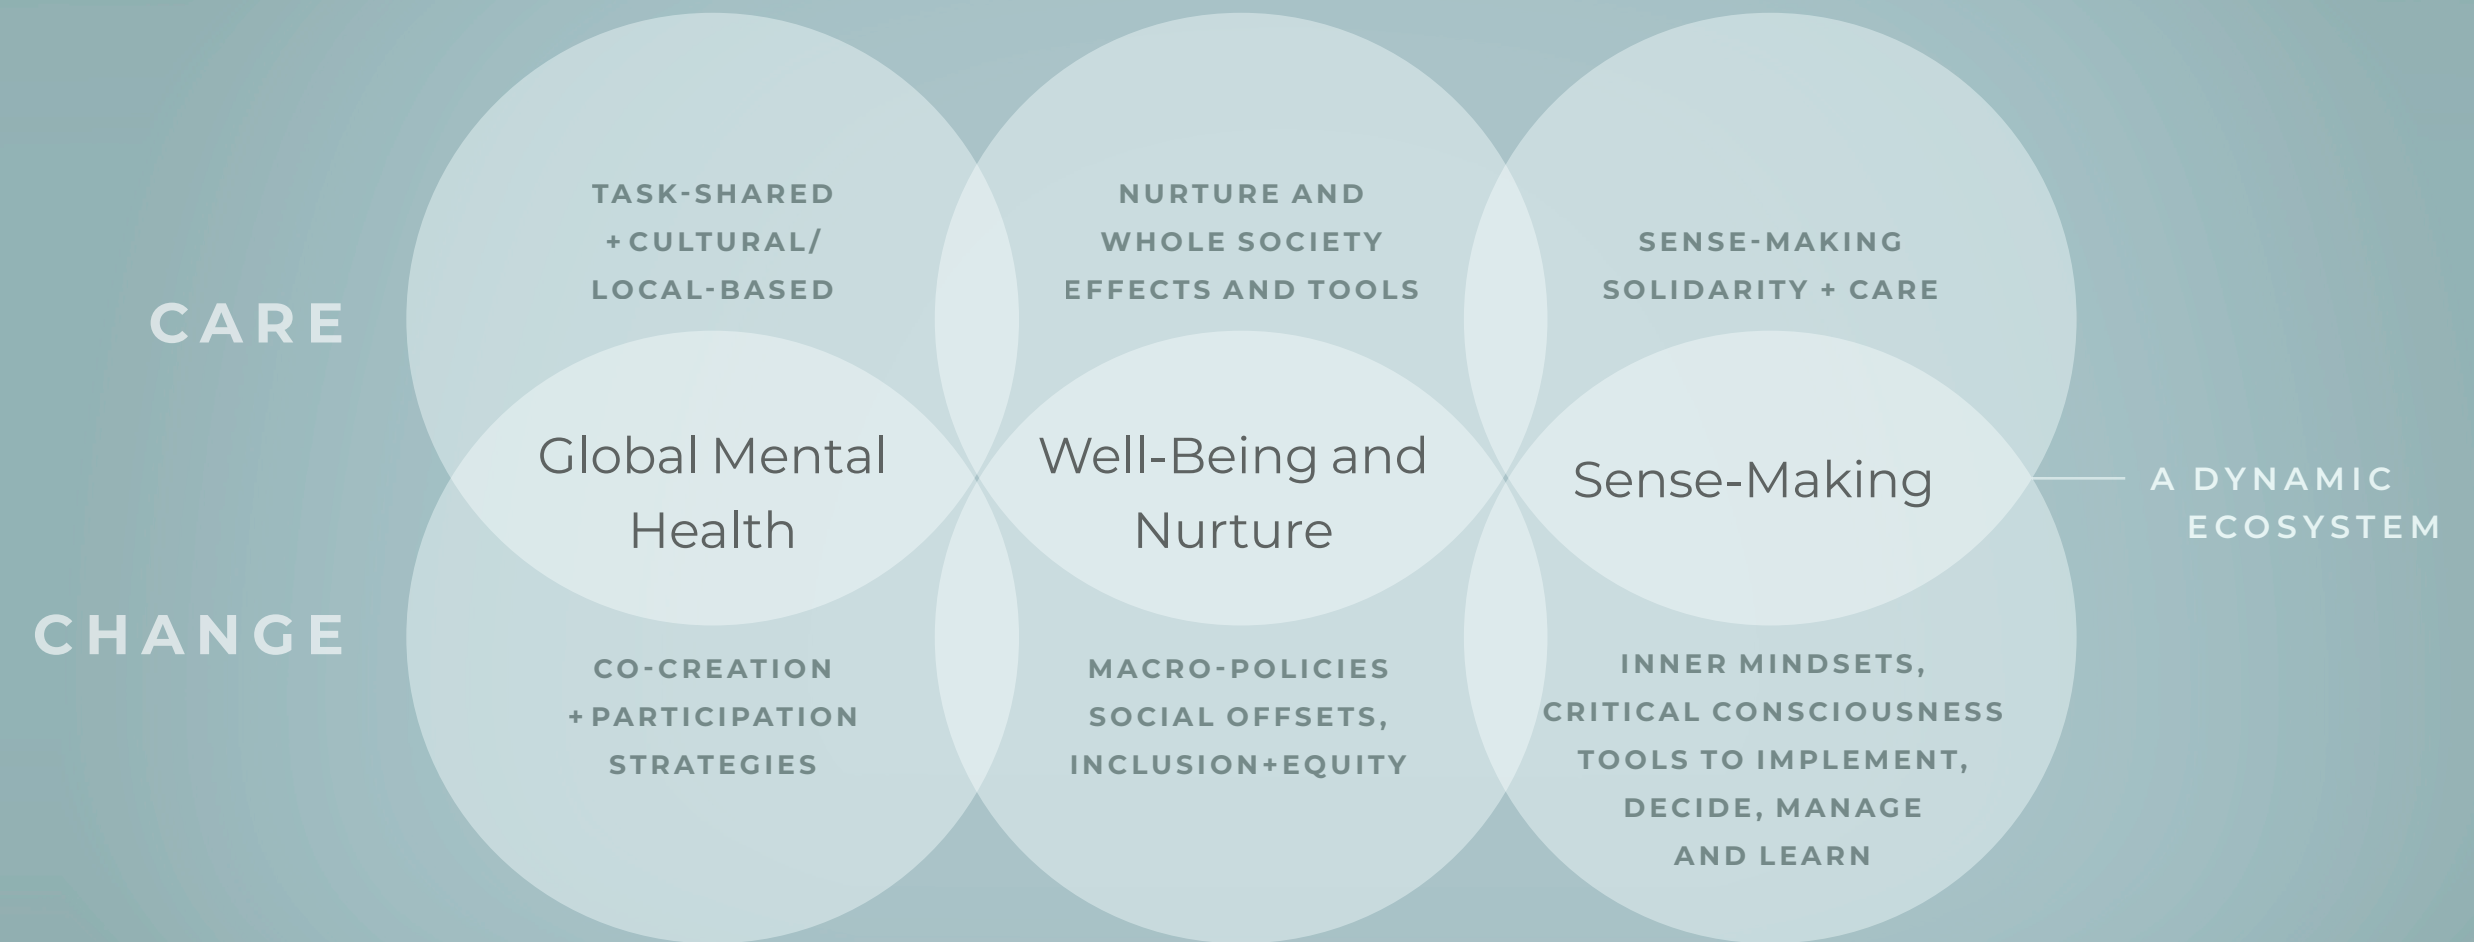 CARE
TASK-SHARED
+ CULTURAL/
LOCAL-BASED
NURTURE AND
WHOLE SOCIETY
EFFECTS AND TOOLS
SENSE-MAKING
SOLIDARITY + CARE
Global Mental
Health
Well-Being and
Nurture
Sense-Making
A DYNAMIC
ECOSYSTEM
CHANGE
CO-CREATION
+PARTICIPATION
STRATEGIES
MACRO-POLICIES
SOCIAL OFFSETS,
INCLUSION+EQUITY
INNER MINDSETS,
CRITICAL CONSCIOUSNESS
TOOLS TO IMPLEMENT,
DECIDE, MANAGE
AND LEARN